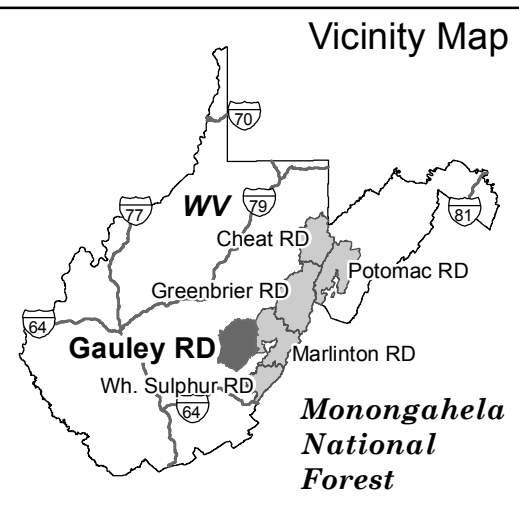 Vicinity Map
70
WV
79
77
81
Cheat RD
Potomac RD
Greenbrier RD
64
Gauley RD
Marlinton RD
Wh. Sulphur RD
64
Monongahela
National
Forest